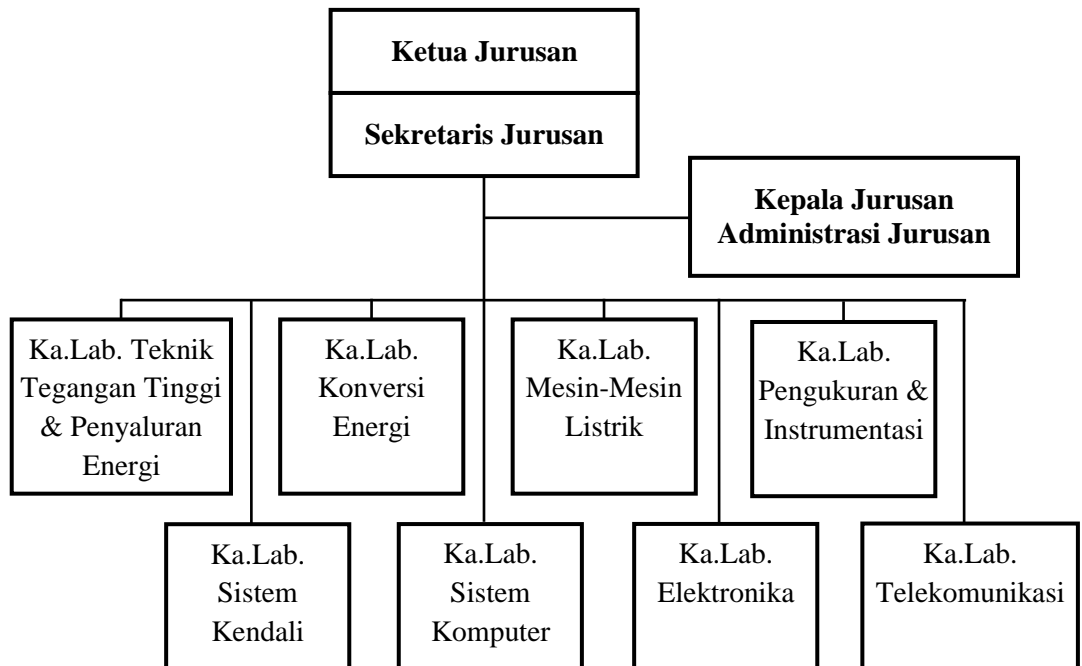 Ketua Jurusan
Sekretaris Jurusan
Kepala Jurusan
Administrasi Jurusan
Ka.Lab. Teknik
Tegangan Tinggi
& Penyaluran
Energi
Ka.Lab.
Konversi
Energi
Ka.Lab.
Mesin-Mesin
Listrik
Ka.Lab.
Pengukuran &
Instrumentasi
Ka.Lab.
Sistem
Kendali
Ka.Lab.
Sistem
Komputer
Ka.Lab.
Elektronika
Ka.Lab.
Telekomunikasi